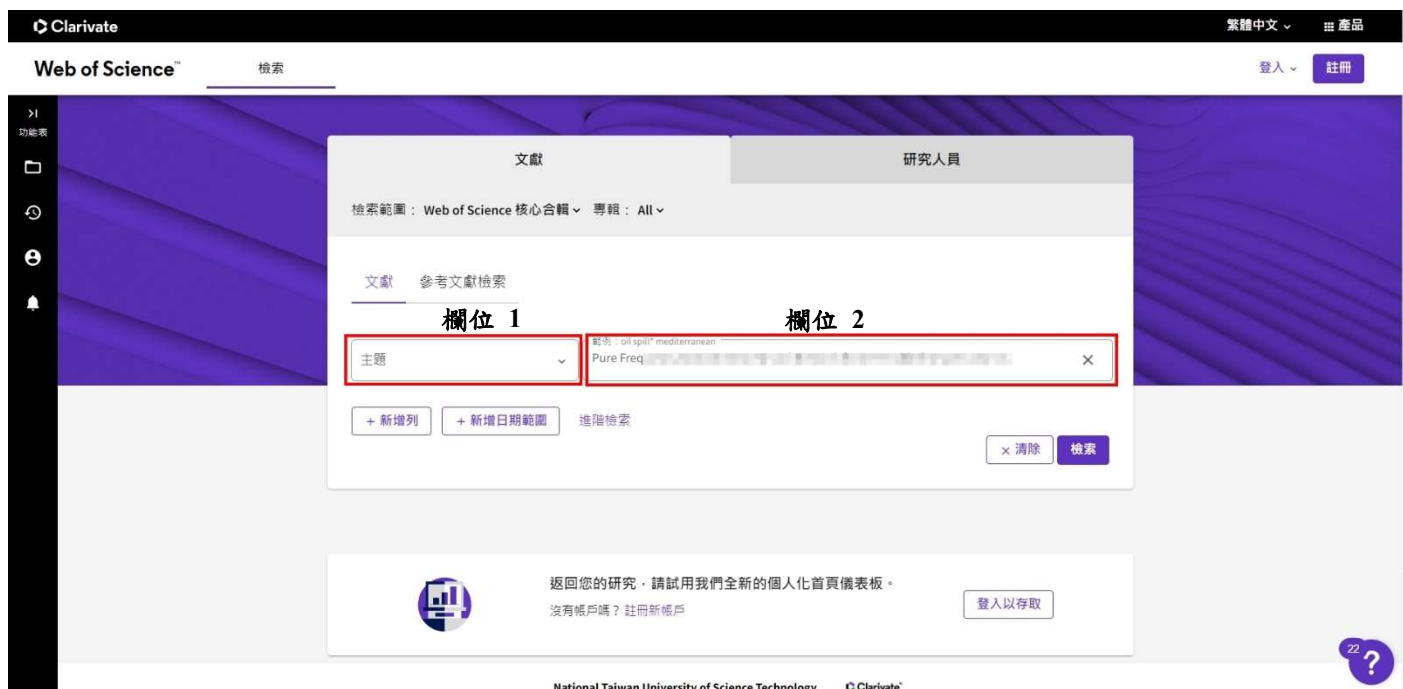 Clarivate
繁體中文
產品
Web of Science™
檢索
登入
註冊
功能表
文獻
研究人員
檢索範圍： Web of Science 核心合輯 專輯： All
文獻 參考文獻檢索
欄位 1
欄位 2
主題
範例：oil spill* mediterranean
Pure Freq
+ 新增列
+ 新增日期範圍
進階檢索
× 清除
檢索
返回您的研究．請試用我們全新的個人化首頁儀表板。
沒有帳戶嗎？註冊新帳戶
登入以存取
22
?
National Taiwan University of Science Technology
Clarivate™